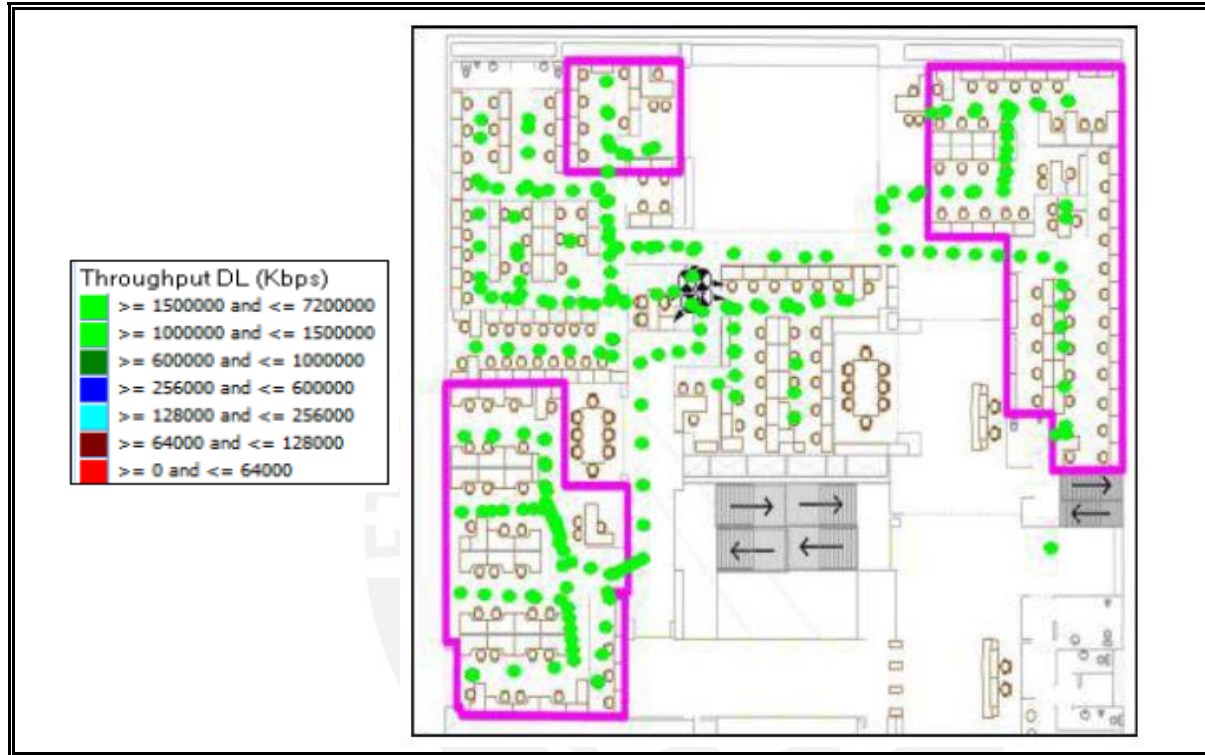 Throughput DL (Kbps)
>= 1500000 and <= 7200000
>= 1000000 and <= 1500000
>= 600000 and <= 1000000
>= 256000 and <= 600000
>= 128000 and <= 256000
>= 64000 and <= 128000
>= 0 and <= 64000